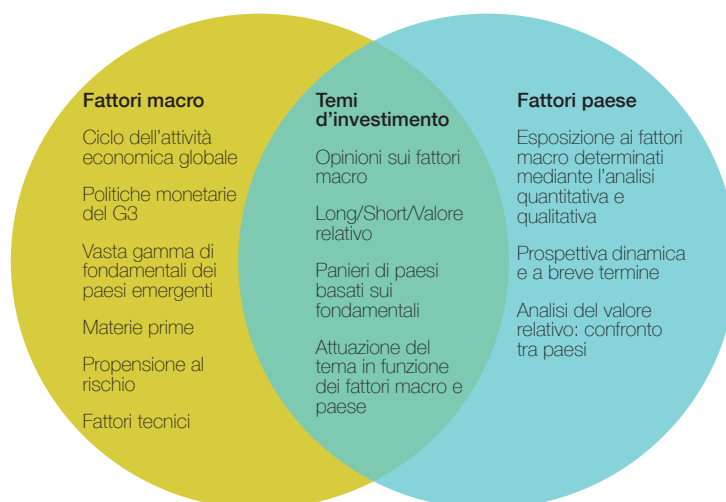 Fattori macro
Ciclo dell'attività
economica globale
Politiche monetarie
del G3
Vasta gamma di
fondamentali dei
paesi emergenti
Materie prime
Propensione al
rischio
Fattori tecnici
Temi
d'investimento
Opinioni sui fattori
macro
Long/Short/Valore
relativo
Panieri di paesi
basati sui
fondamentali
Attuazione del
tema in funzione
dei fattori macro e
paese
Fattori paese
Esposizione ai fattori
macro determinati
mediante l'analisi
quantitativa e
qualitativa
Prospettiva dinamica
e a breve termine
Analisi del valore
relativo: confronto
tra paesi